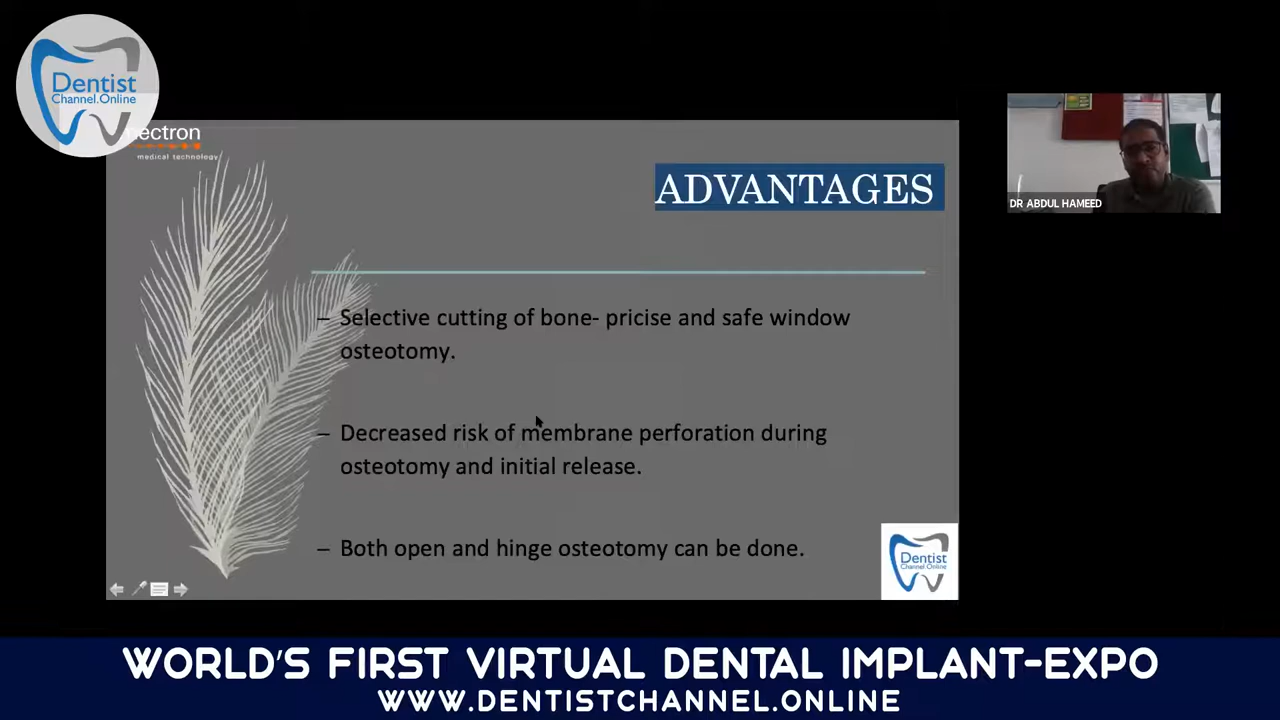 Dentist
Channel.Online
nectron
medical technology
ADVANTAGES
DR ABDUL HAMEED
– Selective cutting of bone- pricise and safe window
osteotomy.
– Decreased risk of membrane perforation during
osteotomy and initial release.
– Both open and hinge osteotomy can be done.
Dentist
Channel.Online
WORLD'S FIRST VIRTUAL DENTAL IMPLANT-EXPO
WWW.DENTISTCHANNEL.ONLINE